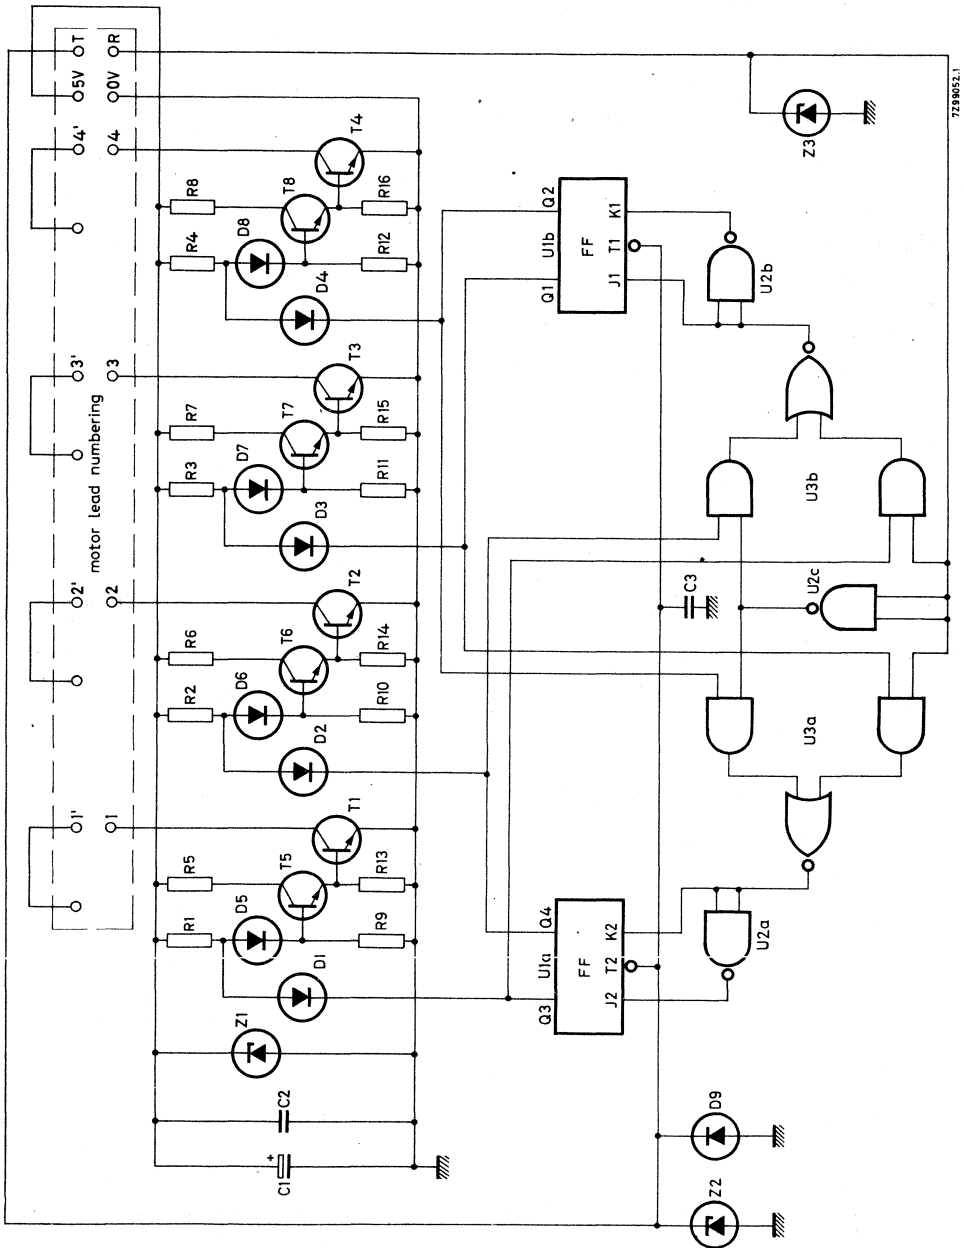 T
R
5V
0V
4'
4
3'
3
2'
2
1'
1
motor lead numbering
R8
T4
R4
D8
T8
R16
R12
D4
R7
T3
R3
D7
T7
R15
R11
D3
R6
T2
R2
D6
T6
R14
R10
D2
R5
T1
R1
D5
T5
R13
R9
D1
Z1
C2
C1
+
Q2
Q1
U1b
FF
K1
T1
J1
U2b
Z3
U3b
U2c
C3
U3a
Q4
Q3
U1a
FF
K2
T2
J2
U2a
D9
Z2
7Z99052.1